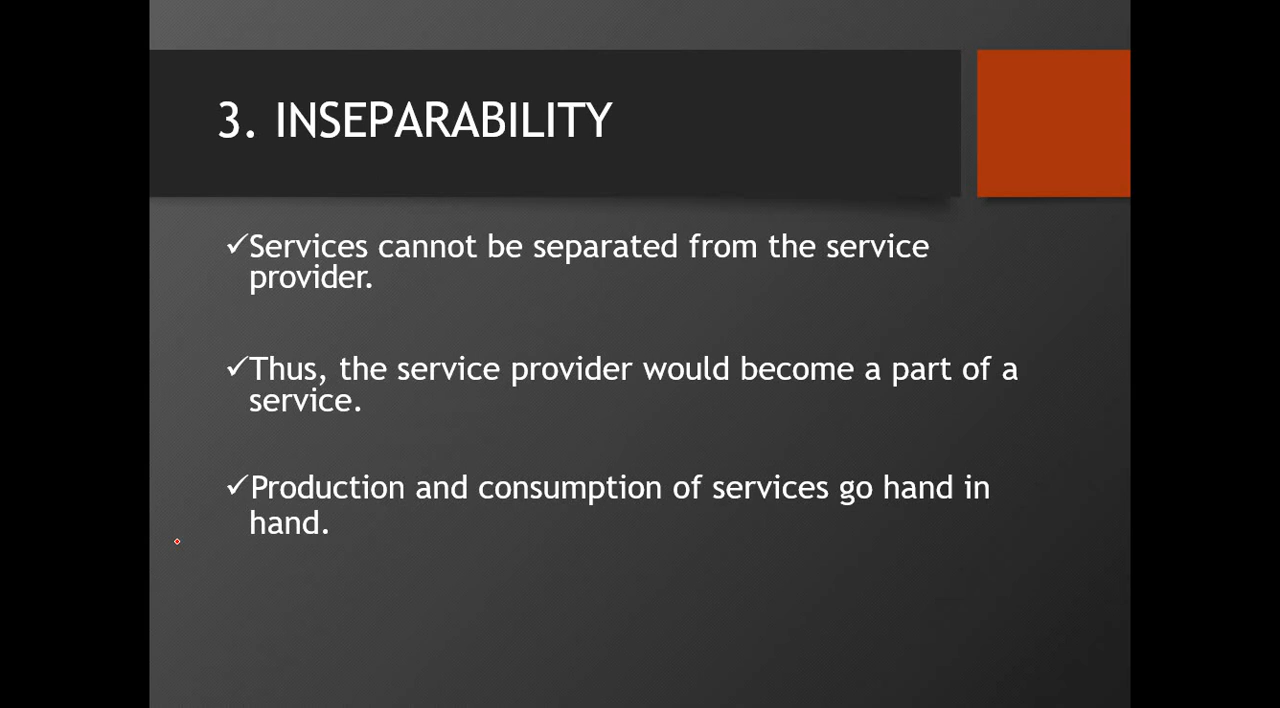 3. INSEPARABILITY
✓Services cannot be separated from the service
provider.
✓Thus, the service provider would become a part of a
service.
✓Production and consumption of services go hand in
hand.